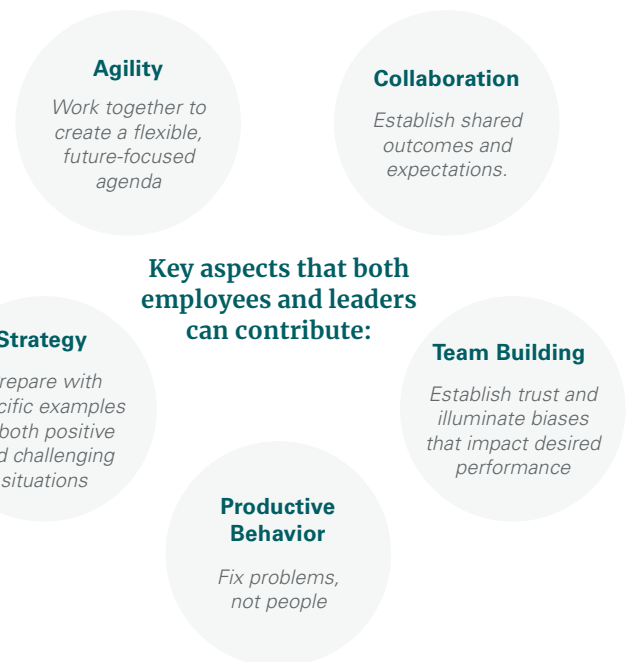 Agility
Work together to
create a flexible,
future-focused
agenda
Collaboration
Establish shared
outcomes and
expectations.
Key aspects that both
employees and leaders
can contribute:
Strategy
repare with
cific examples
both positive
d challenging
situations
Team Building
Establish trust and
illuminate biases
that impact desired
performance
Productive
Behavior
Fix problems,
not people